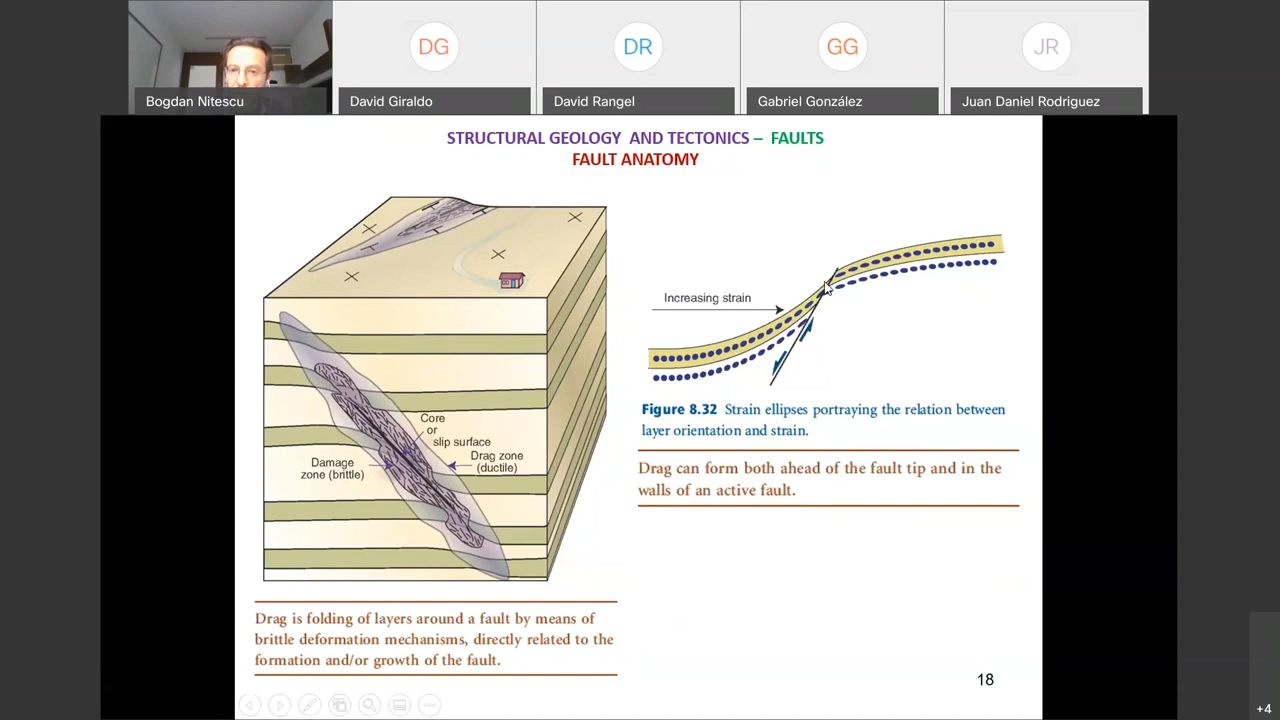 DG
DR
GG
JR
Bogdan Nitescu
David Giraldo
David Rangel
Gabriel González
Juan Daniel Rodriguez
STRUCTURAL GEOLOGY AND TECTONICS – FAULTS
FAULT ANATOMY
Core
or
slip surface
Damage
zone (brittle)
Drag zone
(ductile)
Drag is folding of layers around a fault by means of
brittle deformation mechanisms, directly related to the
formation and/or growth of the fault.
Increasing strain
Figure 8.32 Strain ellipses portraying the relation between
layer orientation and strain.
Drag can form both ahead of the fault tip and in the
walls of an active fault.
18
+4